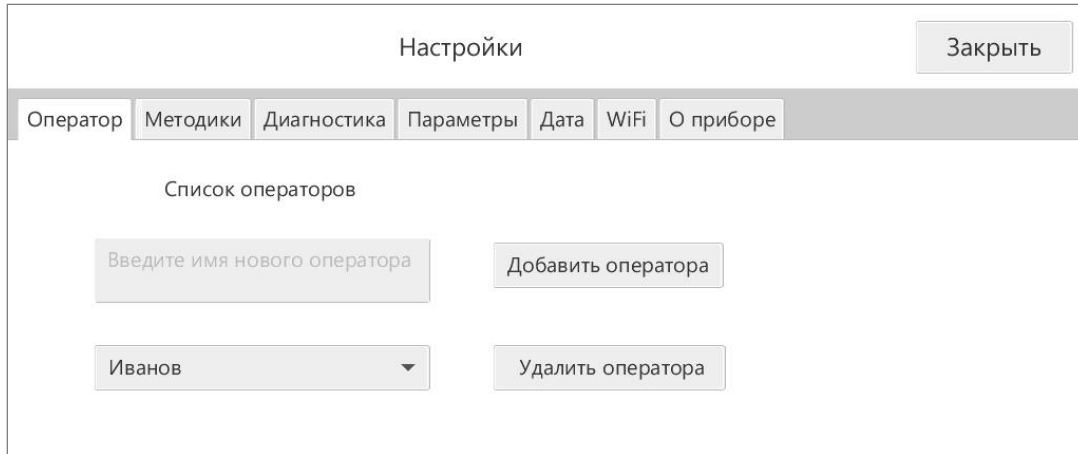 Настройки
Закрыть
Оператор Методики Диагностика Параметры Дата WiFi О приборе
Список операторов
Введите имя нового оператора Добавить оператора
Иванов Удалить оператора